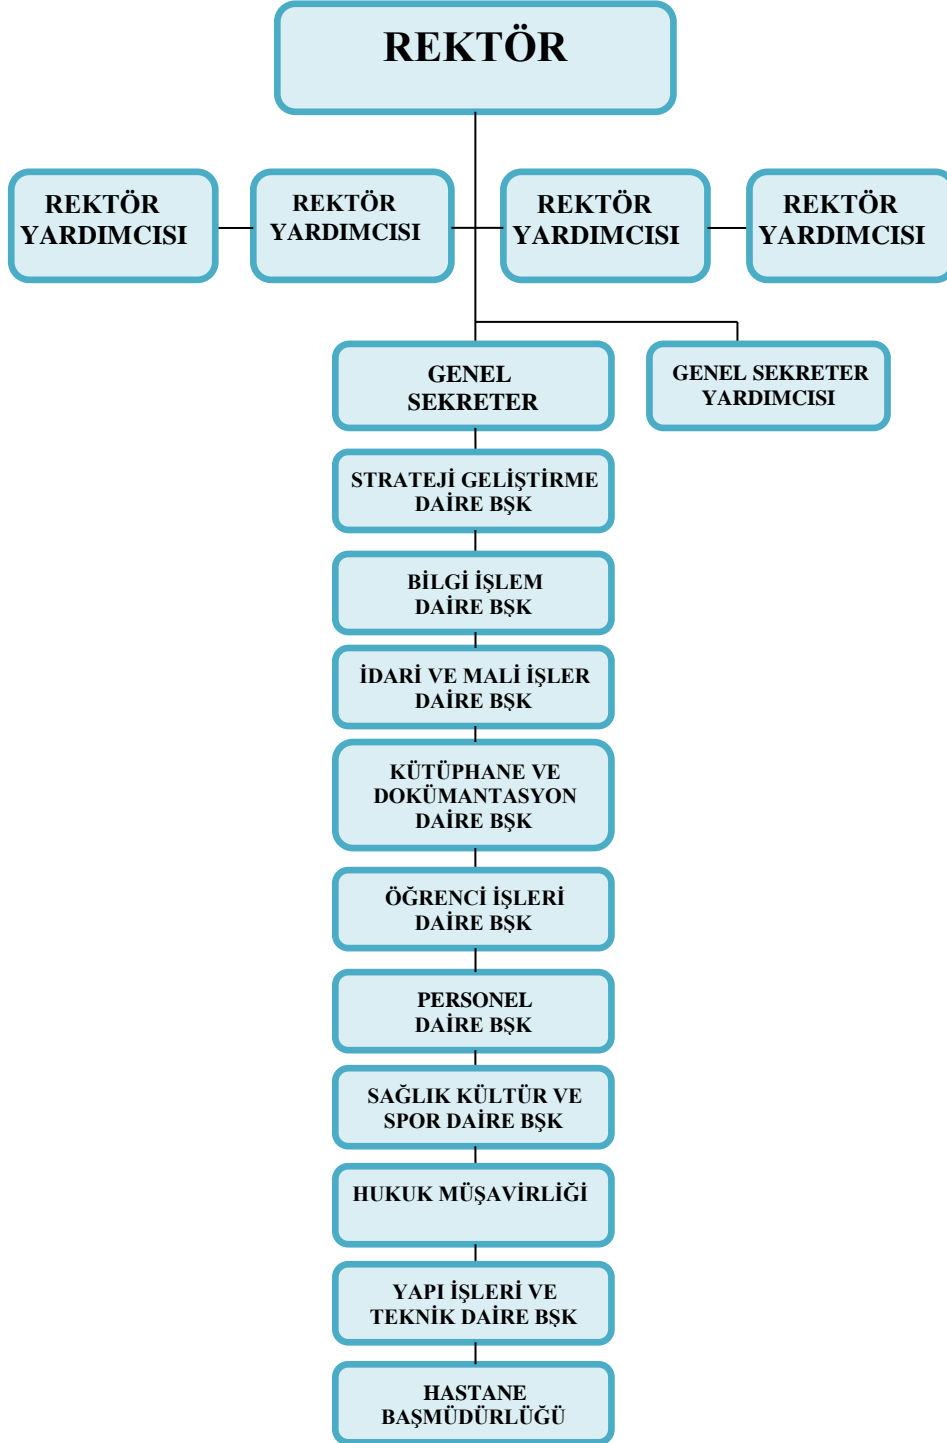 REKTÖR
REKTÖR
YARDIMCISI
REKTÖR
YARDIMCISI
REKTÖR
YARDIMCISI
REKTÖR
YARDIMCISI
GENEL
SEKRETER
GENEL SEKRETER
YARDIMCISI
STRATEJİ GELİŞTİRME
DAİRE BŞK
BİLGİ İŞLEM
DAİRE BŞK
İDARİ VE MALİ İŞLER
DAİRE BŞK
KÜTÜPHANE VE
DOKÜMANTASYON
DAİRE BŞK
ÖĞRENCİ İŞLERİ
DAİRE BŞK
PERSONEL
DAİRE BŞK
SAĞLIK KÜLTÜR VE
SPOR DAİRE BŞK
HUKUK MÜŞAVİRLİĞİ
YAPI İŞLERİ VE
TEKNİK DAİRE BŞK
HASTANE
BAŞMÜDÜRLÜĞÜ